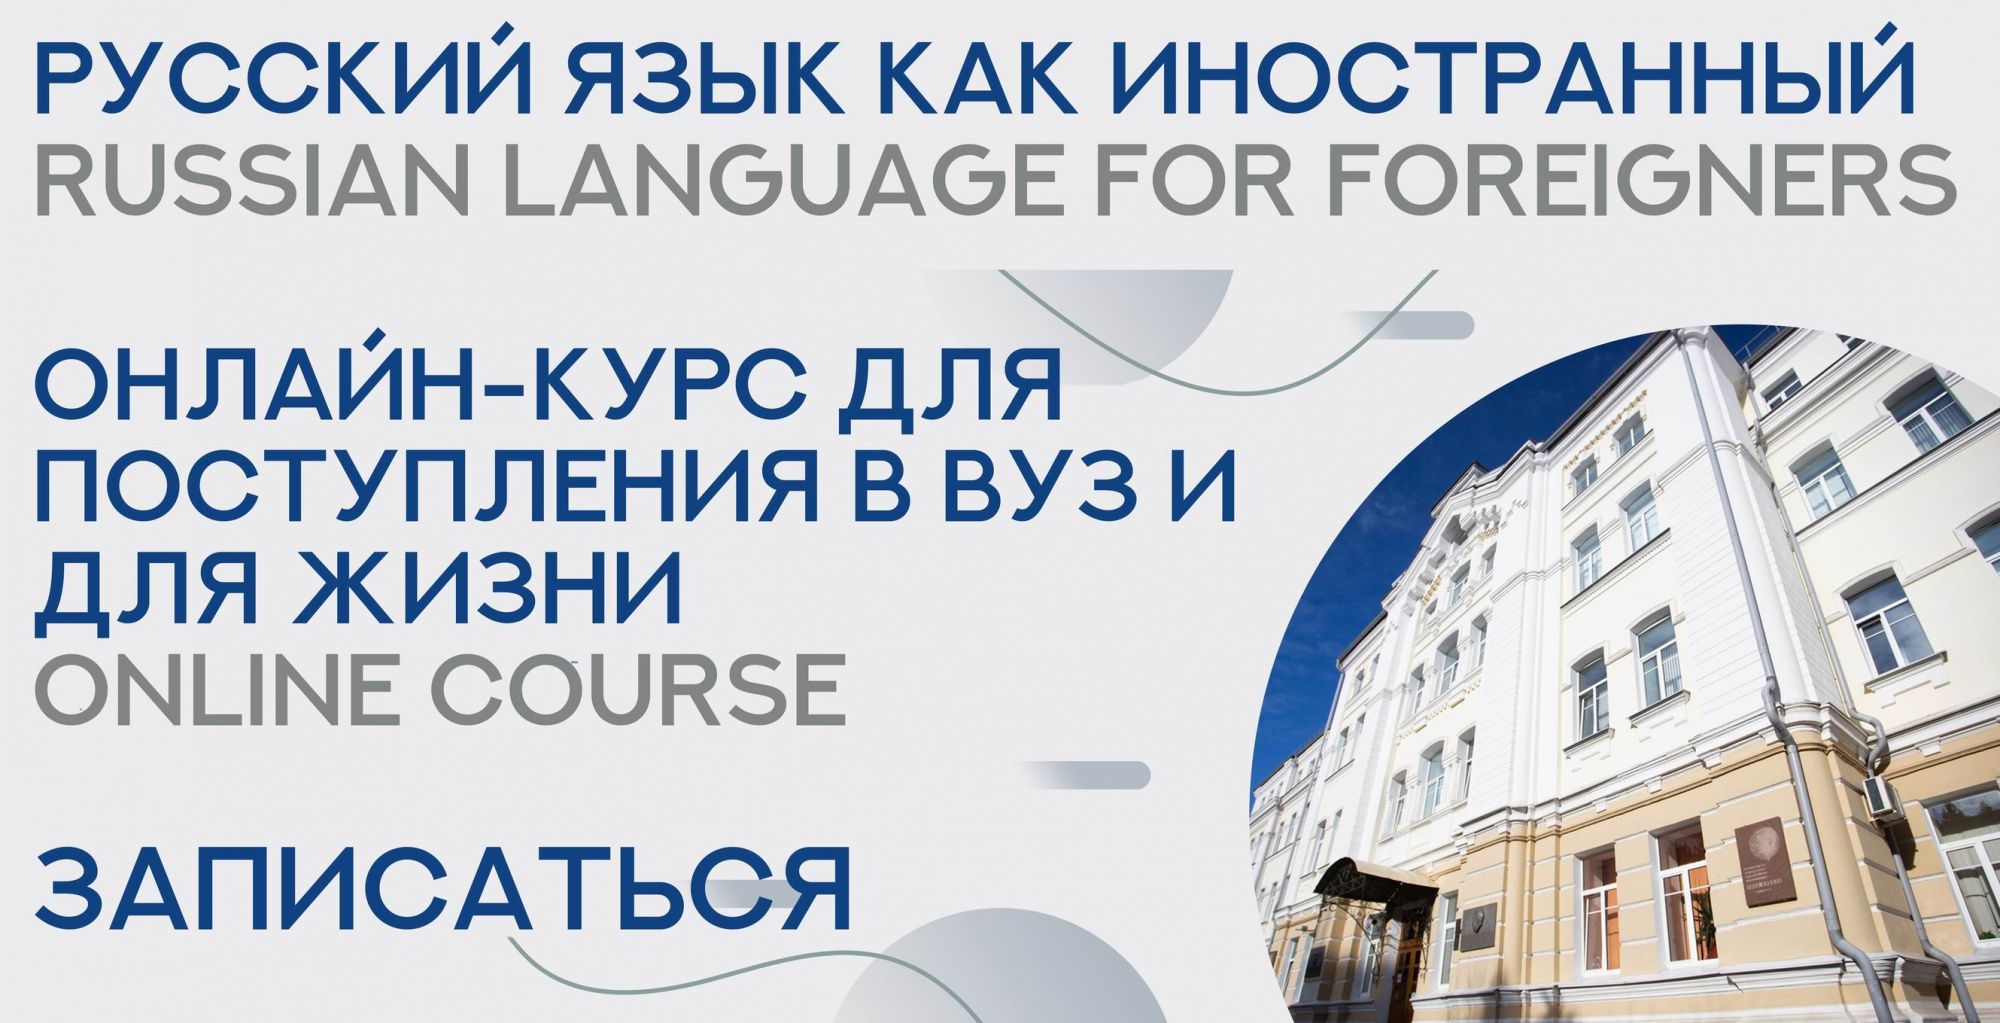 РУССКИЙ ЯЗЫК КАК ИНОСТРАННЫЙ
RUSSIAN LANGUAGE FOR FOREIGNERS
ОНЛАЙН-КУРС ДЛЯ
ПОСТУПЛЕНИЯ В ВУЗ И
ДЛЯ ЖИЗНИ
ONLINE COURSE
ЗАПИСАТЬСЯ